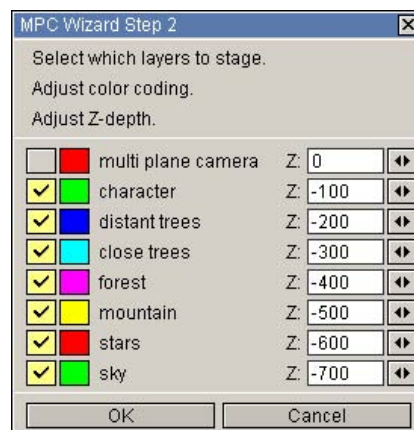 MPC Wizard Step 2
Select which layers to stage.
Adjust color coding.
Adjust Z-depth.
multi plane camera Z: 0
character Z: -100
distant trees Z: -200
close trees Z: -300
forest Z: -400
mountain Z: -500
stars Z: -600
sky Z: -700
OK Cancel